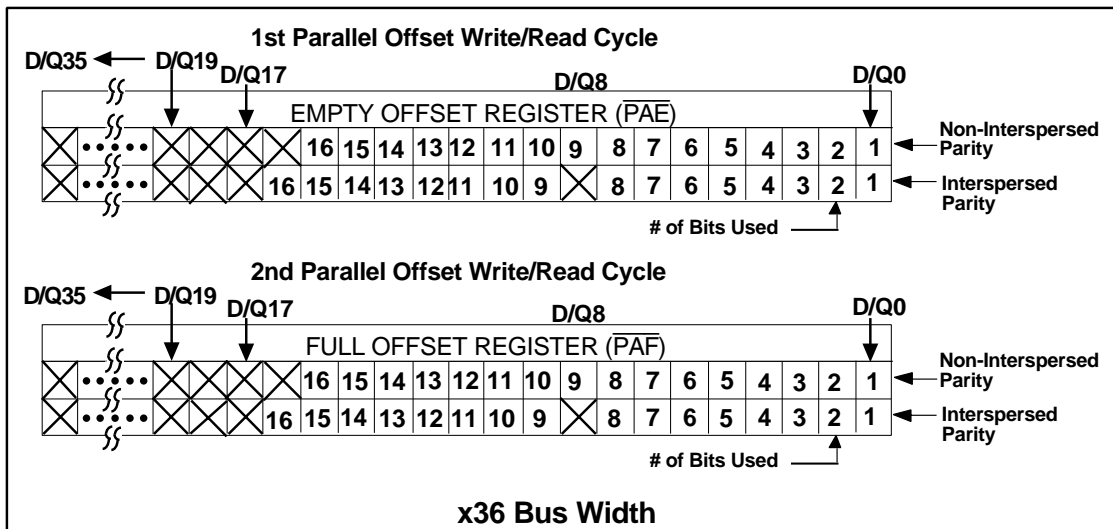 1st Parallel Offset Write/Read Cycle
D/Q35 D/Q19
D/Q17 D/Q8 D/Q0
EMPTY OFFSET REGISTER (PAE)
16 15 14 13 12 11 10 9 8 7 6 5 4 3 2 1 Non-Interspersed
Parity
16 15 14 13 12 11 10 9 8 7 6 5 4 3 2 1 Interspersed
Parity
# of Bits Used
2nd Parallel Offset Write/Read Cycle
D/Q35 D/Q19
D/Q17 D/Q8 D/Q0
FULL OFFSET REGISTER (PAF)
16 15 14 13 12 11 10 9 8 7 6 5 4 3 2 1 Non-Interspersed
Parity
16 15 14 13 12 11 10 9 8 7 6 5 4 3 2 1 Interspersed
Parity
# of Bits Used
x36 Bus Width